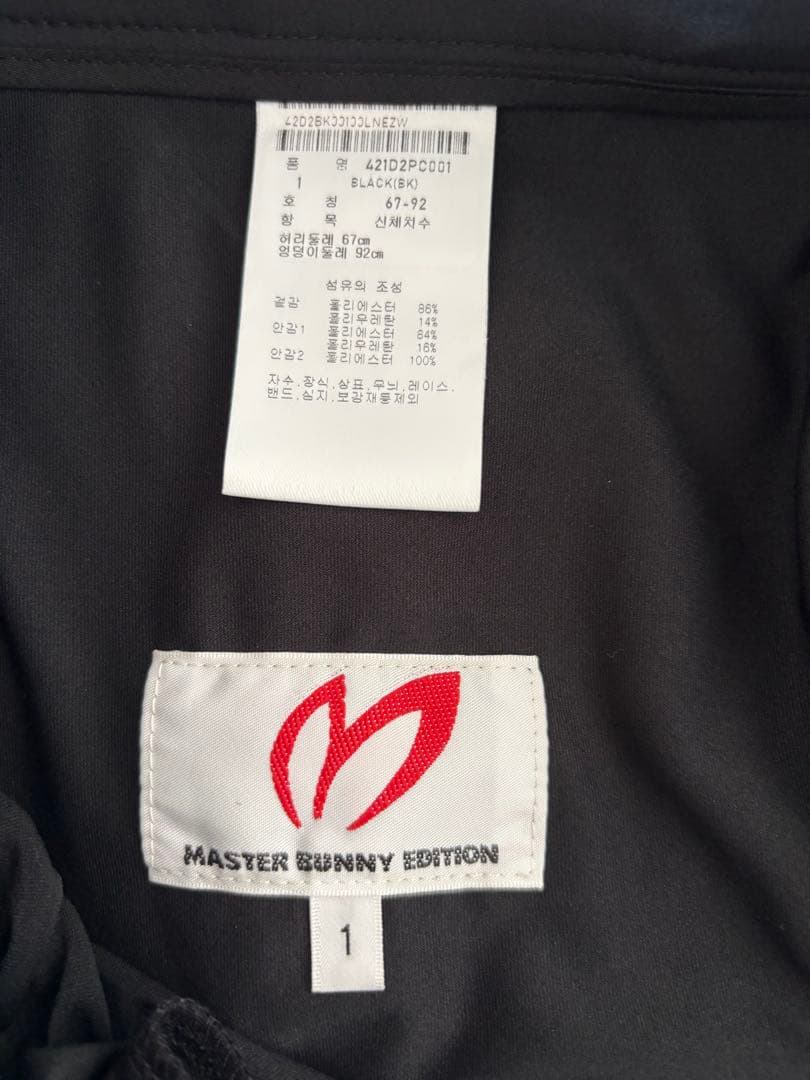 42D2BK00100LNEZW
품 명 421D2PC001
1 BLACK(BK)
호 칭 67-92
항 목 신체치수
허리둘레 67cm
엉덩이둘레 92cm
섬유의 조성
겉감 폴리에스터 86%
폴리우레탄 14%
안감1 폴리에스터 84%
폴리우레탄 16%
안감2 폴리에스터 100%
자수,장식,상표,무늬,레이스,
밴드,심지,보강재등제외
MASTER BUNNY EDITION
1